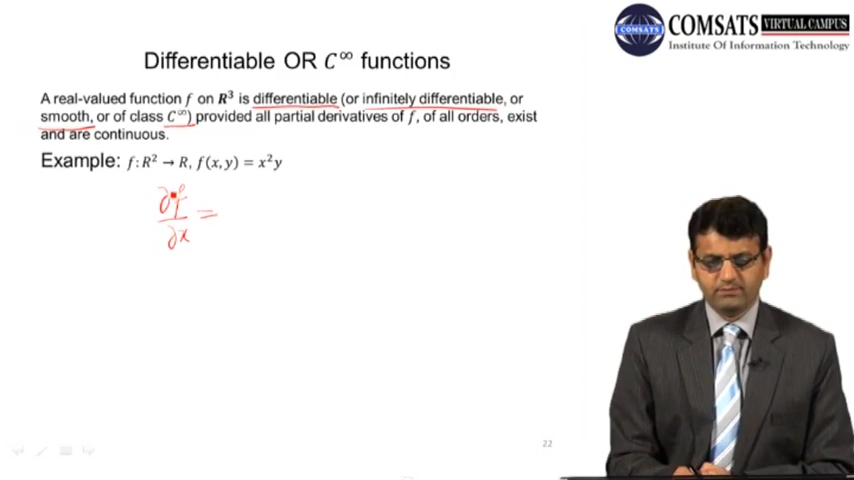 COMSATS VIRTUAL CAMPUS
COMSATS
Institute Of Information Technology
Differentiable OR C^∞ functions
A real-valued function f on R³ is differentiable (or infinitely differentiable, or
smooth, or of class C^∞) provided all partial derivatives of f, of all orders, exist
and are continuous.
Example: f: R² → R, f(x, y) = x²y
∂f
∂x =
22